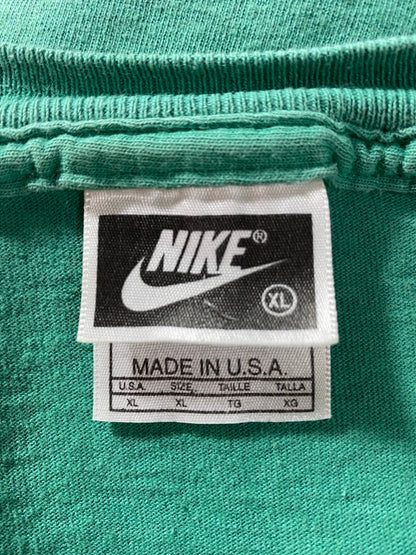 NIKE®
XL
MADE IN U.S.A.
U.S.A. SIZE TAILLE TALLA
XL XL TG XG